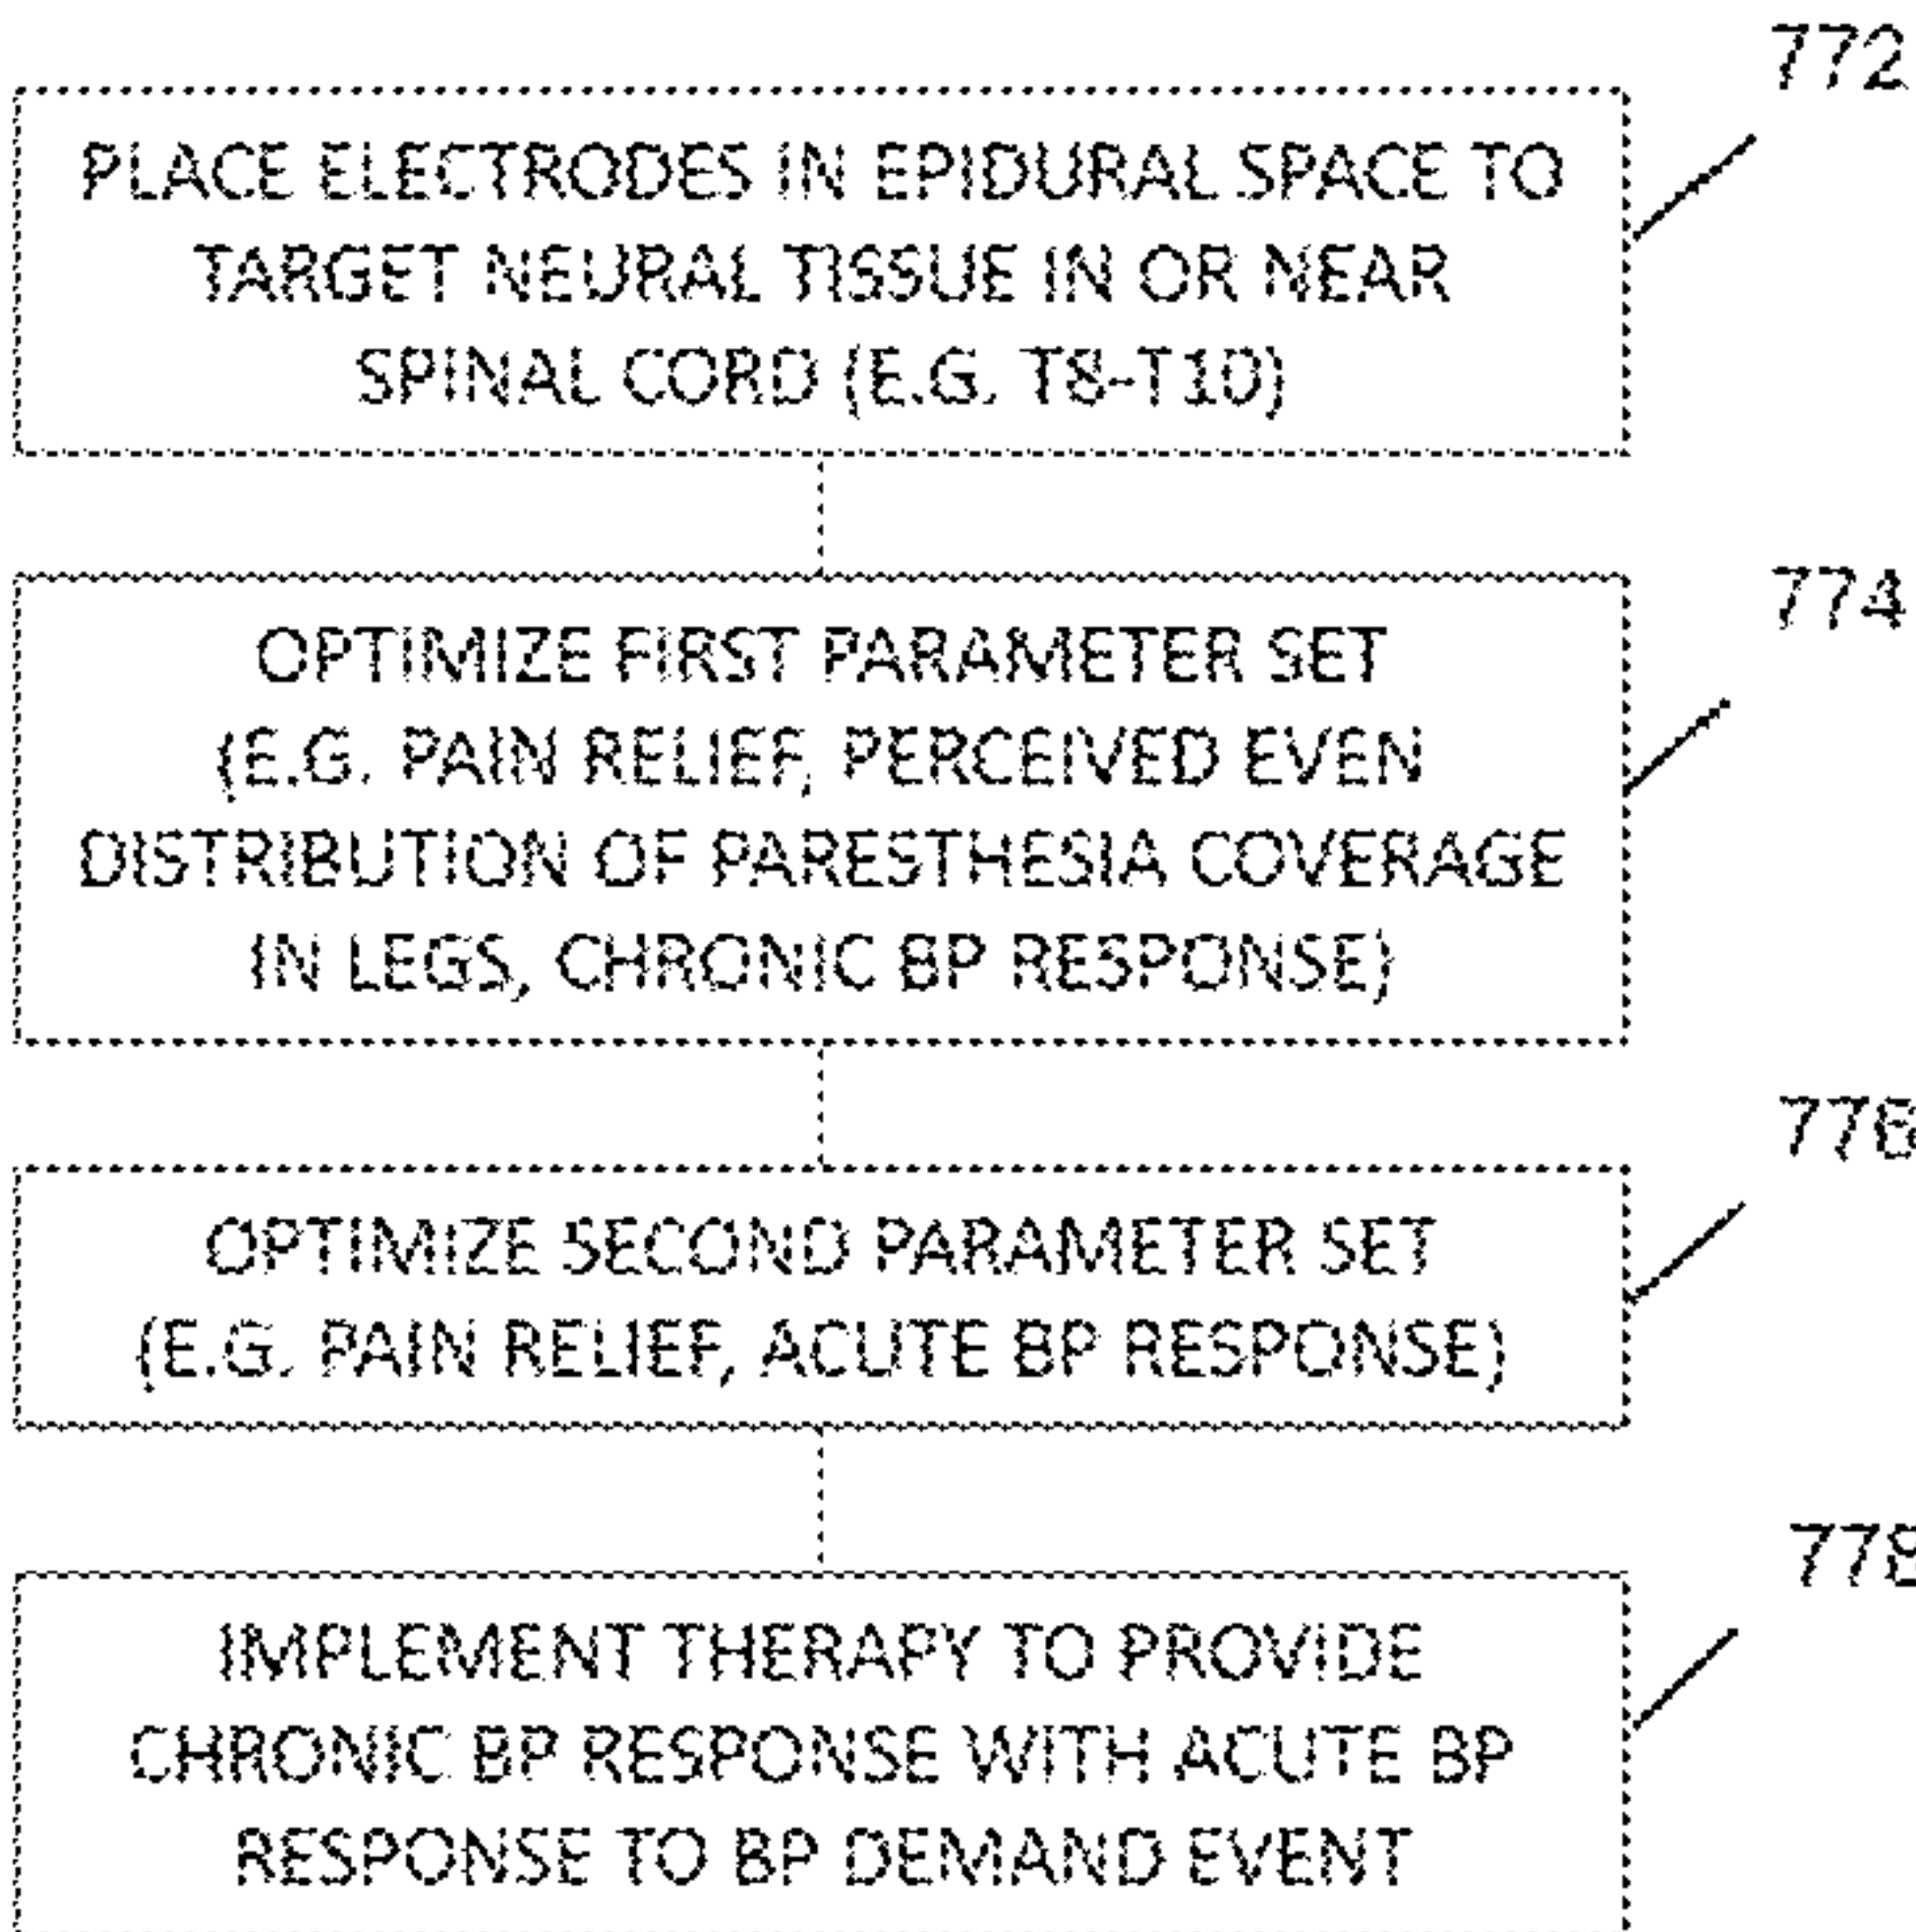 772
PLACE ELECTRODES IN EPIDURAL SPACE TO
TARGET NEURAL TISSUE IN OR NEAR
SPINAL CORD (E.G. T8-T10)
774
OPTIMIZE FIRST PARAMETER SET
(E.G. PAIN RELIEF, PERCEIVED EVEN
DISTRIBUTION OF PARESTHESIA COVERAGE
IN LEGS, CHRONIC BP RESPONSE)
776
OPTIMIZE SECOND PARAMETER SET
(E.G. PAIN RELIEF, ACUTE BP RESPONSE)
778
IMPLEMENT THERAPY TO PROVIDE
CHRONIC BP RESPONSE WITH ACUTE BP
RESPONSE TO BP DEMAND EVENT